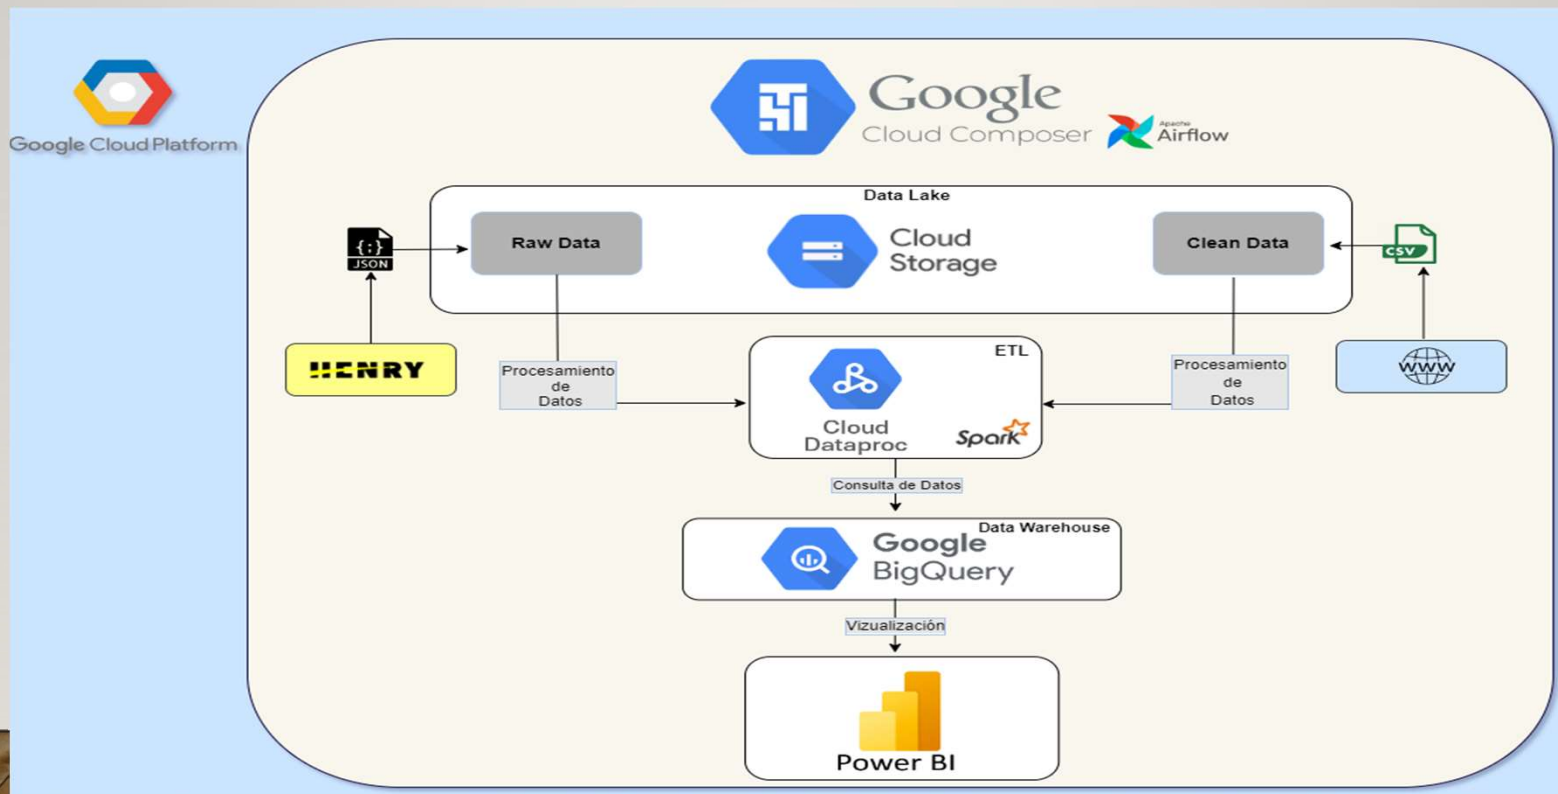 Google Cloud Platform
Google
Cloud Composer
Apache
Airflow
Data Lake
Raw Data
Cloud
Storage
Clean Data
{;}
JSON
CSV
HENRY
Procesamiento
de
Datos
ETL
Cloud
Dataproc
Spark
Procesamiento
de
Datos
WWW
Consulta de Datos
Data Warehouse
Google
BigQuery
Vizualización
Power BI